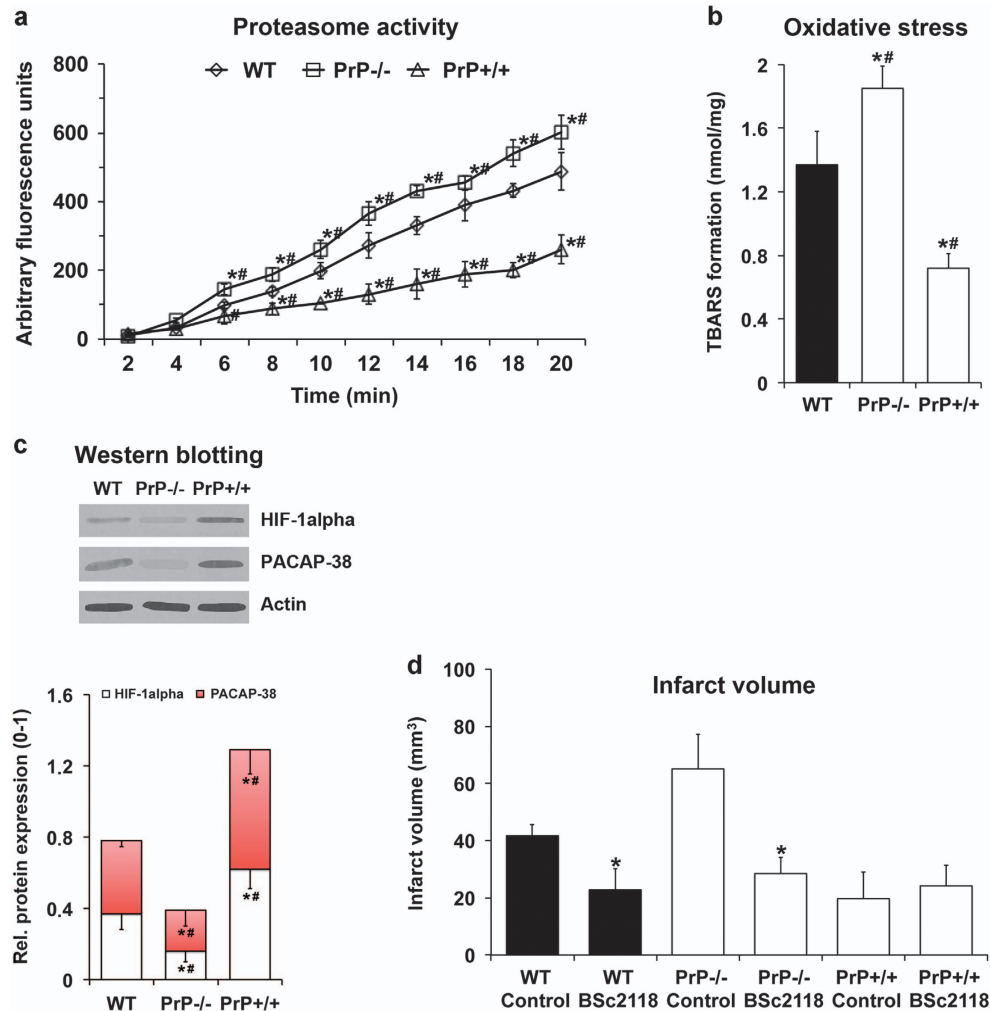 a
Proteasome activity
Arbitrary fluorescence units
800
600
400
200
0
WT PrP-/- PrP+/+
*# *# *# *# *# *# *# *#
# *# *# *# *# *# *# *#
2 4 6 8 10 12 14 16 18 20
Time (min)
b
Oxidative stress
TBARS formation (nmol/mg)
2
1.6
1.2
0.8
0.4
0
*#
*#
WT PrP-/- PrP+/+
c
Western blotting
WT PrP-/- PrP+/+
HIF-1alpha
PACAP-38
Actin
Rel. protein expression (0-1)
1.6
1.2
0.8
0.4
0
HIF-1alpha PACAP-38
*#
*#
*#
*#
WT PrP-/- PrP+/+
d
Infarct volume
Infarct volume (mm³)
100
80
60
40
20
0
*
*
WT Control
WT BSc2118
PrP-/- Control
PrP-/- BSc2118
PrP+/+ Control
PrP+/+ BSc2118